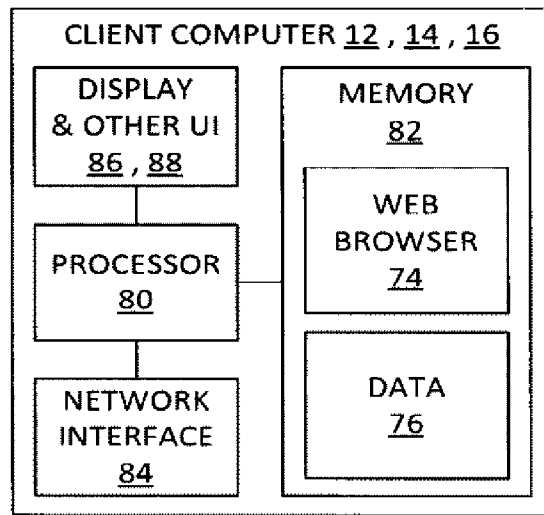 CLIENT COMPUTER 12 , 14 , 16
DISPLAY
& OTHER UI
86 , 88
PROCESSOR
80
NETWORK
INTERFACE
84
MEMORY
82
WEB
BROWSER
74
DATA
76